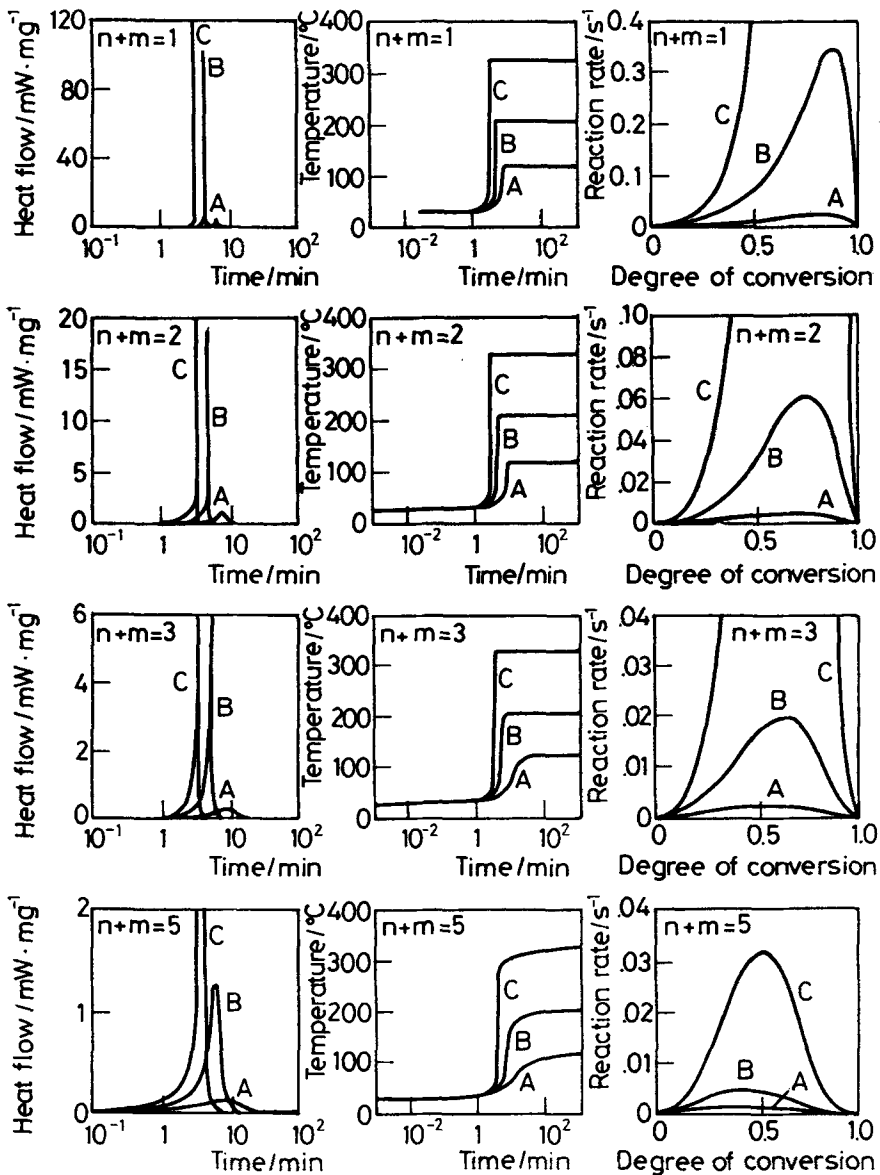 Heat flow/mW·mg⁻¹
120
80
40
0
n+m=1
C
B
A
10⁻¹ 1 10 10²
Time/min
Temperature/°C
400
300
200
100
0
n+m=1
C
B
A
10⁻² 1 10²
Time/min
Reaction rate/s⁻¹
0.4
0.3
0.2
0.1
0
n+m=1
C
B
A
0 0.5 1.0
Degree of conversion
Heat flow/mW·mg⁻¹
20
15
10
5
0
n+m=2
C
B
A
10⁻¹ 1 10 10²
Time/min
Temperature/°C
400
300
200
100
0
n+m=2
C
B
A
10⁻² 1 10²
Time/min
Reaction rate/s⁻¹
.10
.08
.06
.04
.02
0
n+m=2
C
B
A
0 0.5 1.0
Degree of conversion
Heat flow/mW·mg⁻¹
6
4
2
0
n+m=3
C
B
A
10⁻¹ 1 10 10²
Time/min
Temperature/°C
400
300
200
100
0
n+m=3
C
B
A
10⁻² 1 10²
Time/min
Reaction rate/s⁻¹
.04
.03
.02
.01
0
n+m=3
C
B
A
0 0.5 1.0
Degree of conversion
Heat flow/mW·mg⁻¹
2
1
0
n+m=5
C
B
A
10⁻¹ 1 10 10²
Time/min
Temperature/°C
400
300
200
100
0
n+m=5
C
B
A
10⁻² 1 10²
Time/min
Reaction rate/s⁻¹
.04
.03
.02
.01
0
n+m=5
C
B
A
0 0.5 1.0
Degree of conversion